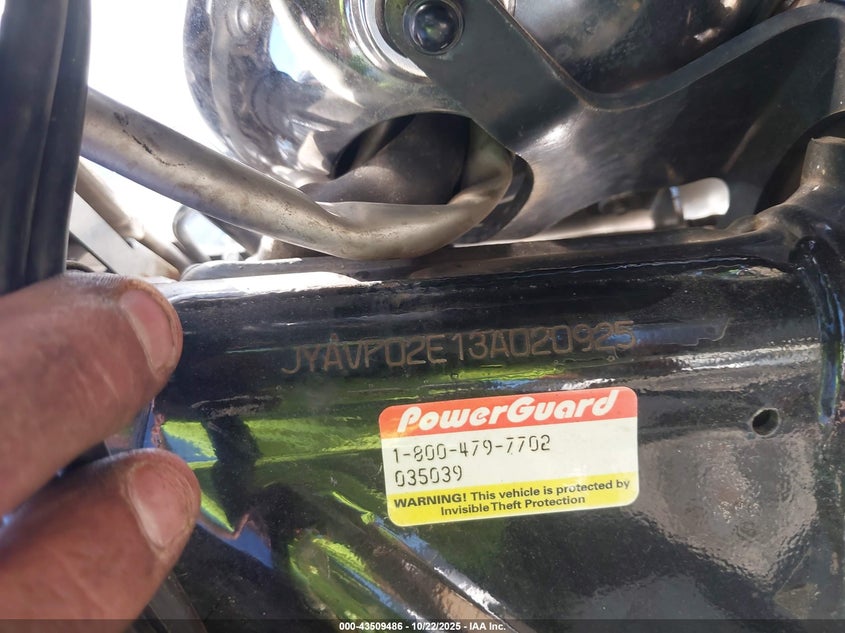 JYAVP02E13A020925
PowerGuard
1-800-479-7702
035039
WARNING! This vehicle is protected by
Invisible Theft Protection
000-43509486 - 10/22/2025 - IAA Inc.